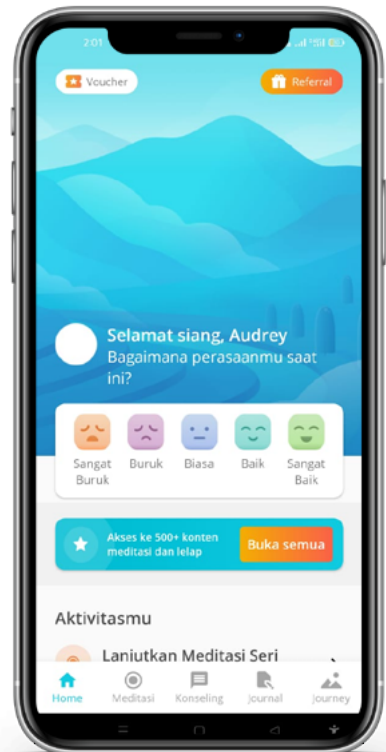 2:01
Voucher
Referral
Selamat siang, Audrey
Bagaimana perasaanmu saat
ini?
Sangat
Buruk
Buruk
Biasa
Baik
Sangat
Baik
Akses ke 500+ konten
meditasi dan lelap
Buka semua
Aktivitasmu
Lanjutkan Meditasi Seri
Home
Meditasi
Konseling
Journal
Journey